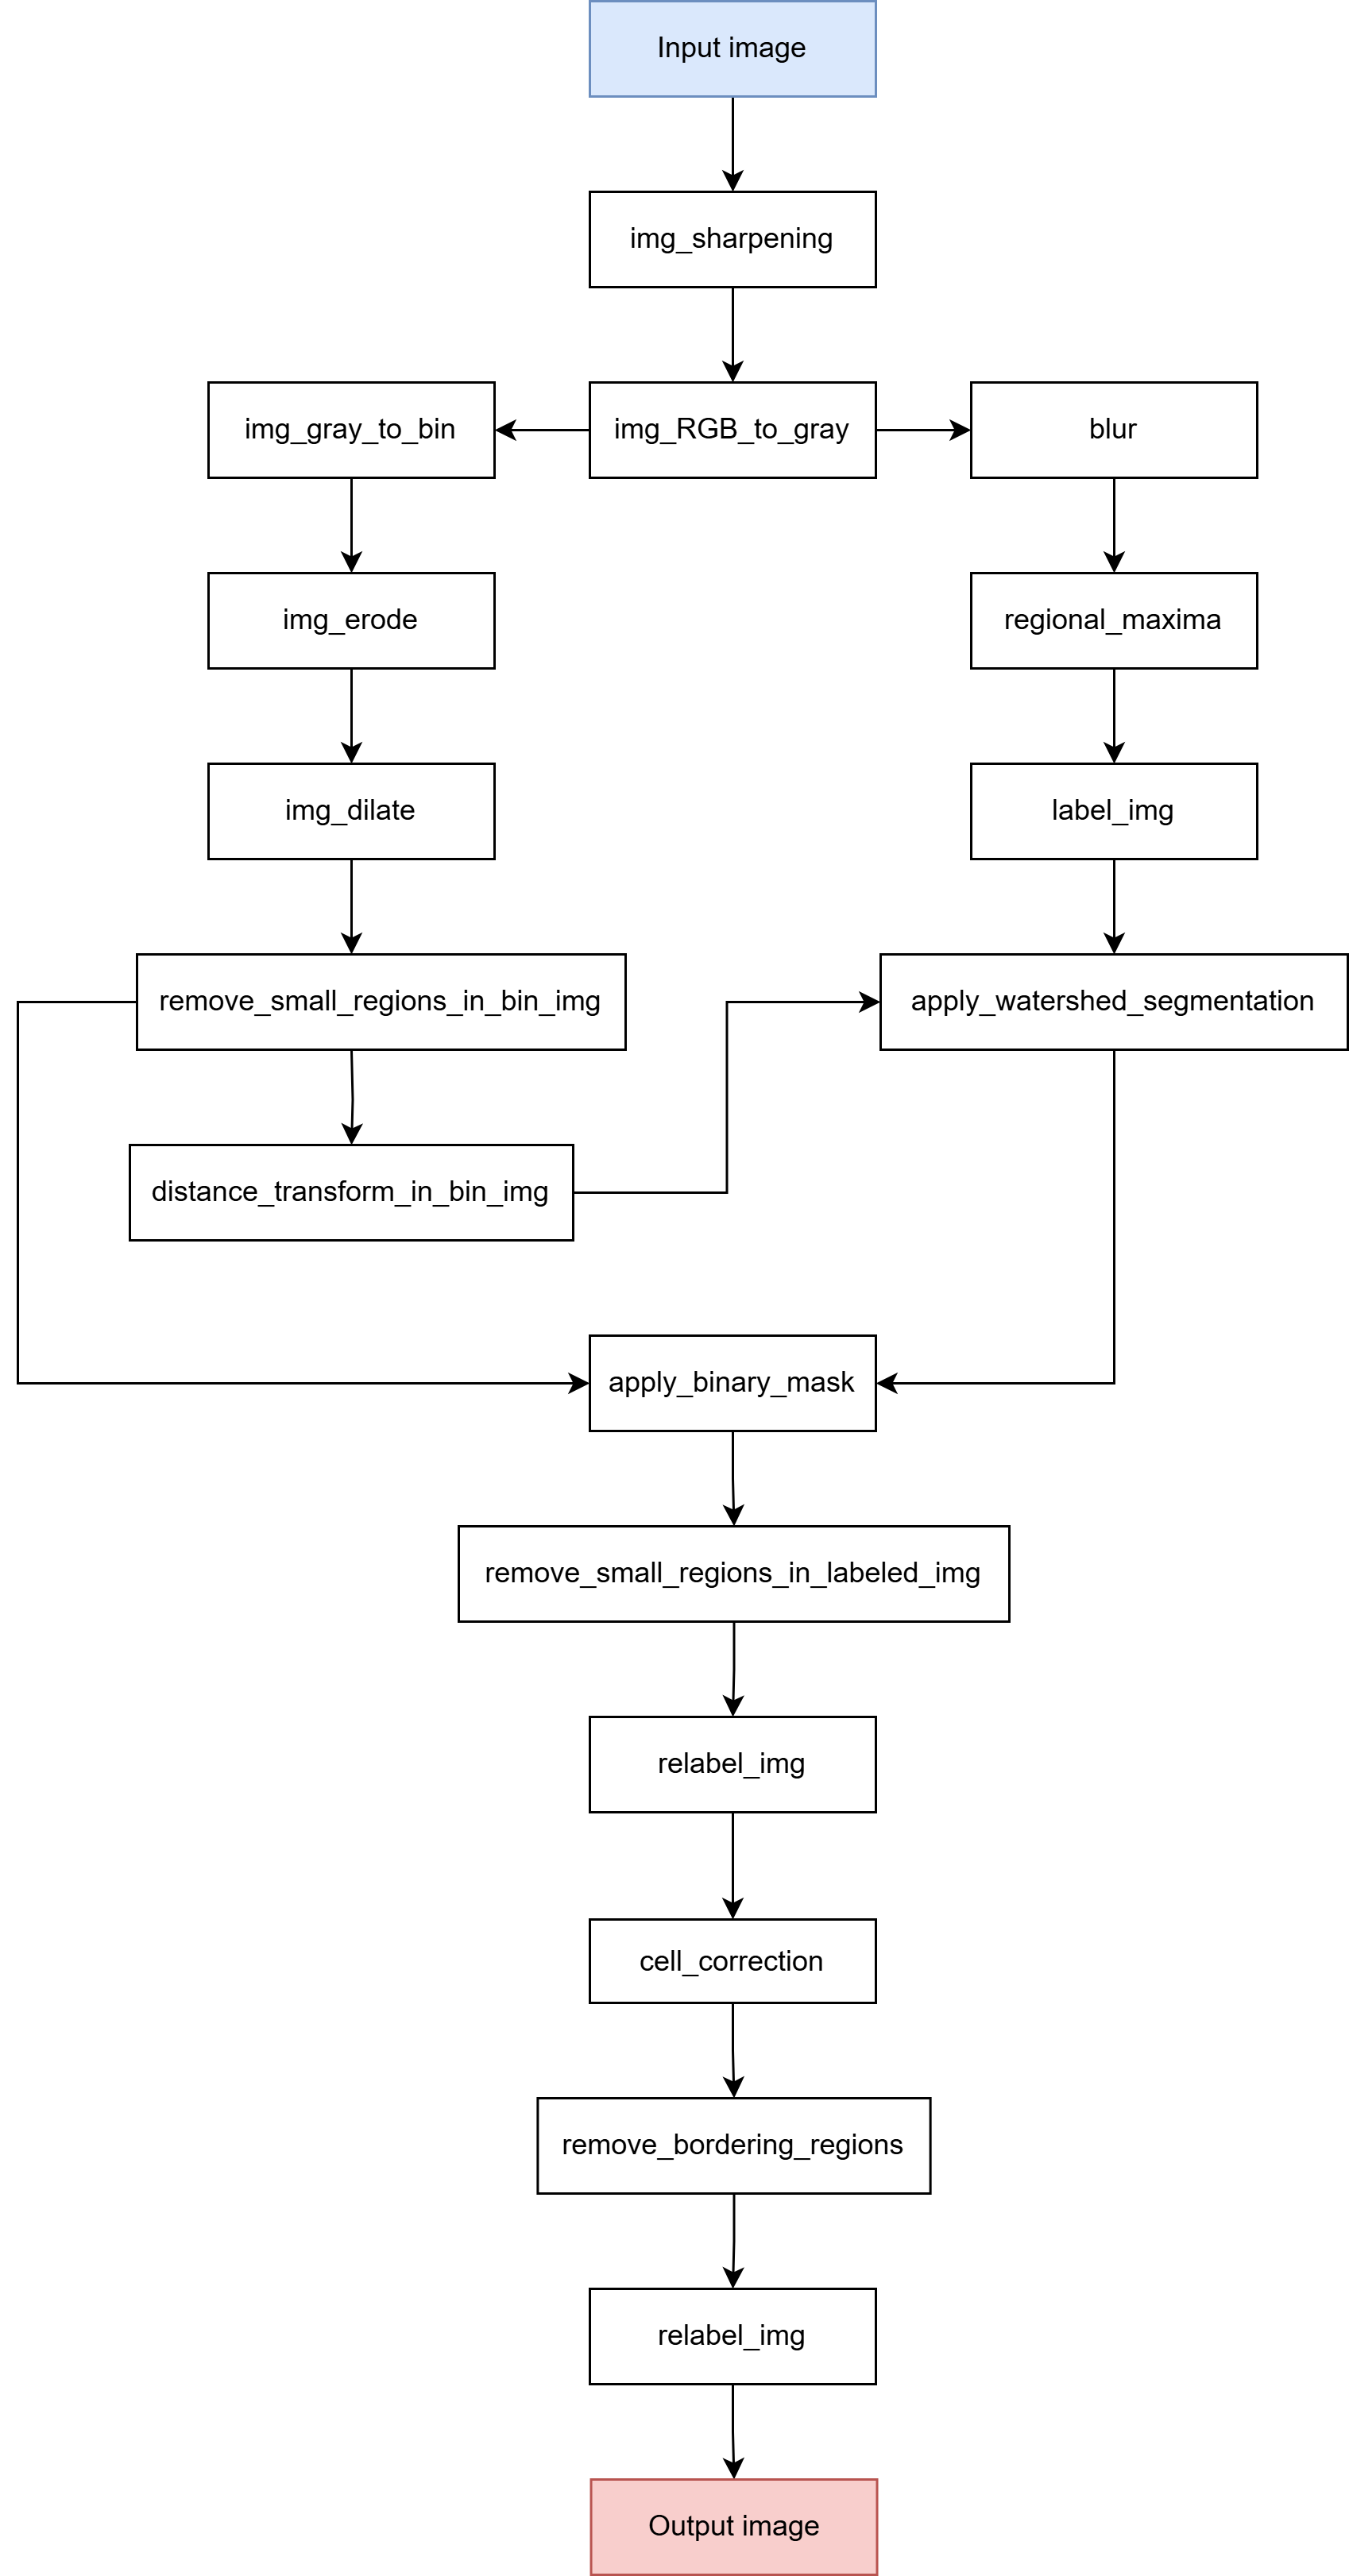 Input image
img_sharpening
img_gray_to_bin
img_RGB_to_gray
blur
img_erode
regional_maxima
img_dilate
label_img
remove_small_regions_in_bin_img
apply_watershed_segmentation
distance_transform_in_bin_img
apply_binary_mask
remove_small_regions_in_labeled_img
relabel_img
cell_correction
remove_bordering_regions
relabel_img
Output image